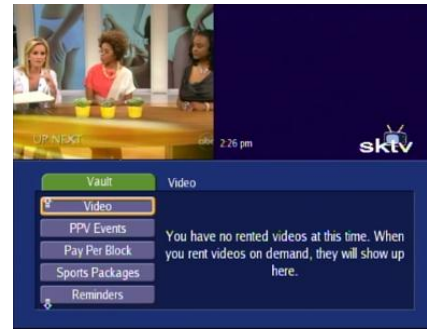 UP NEXT
abc 2:26 pm
sktv
Vault Video
Video
PPV Events
Pay Per Block
Sports Packages
Reminders
You have no rented videos at this time. When
you rent videos on demand, they will show up
here.